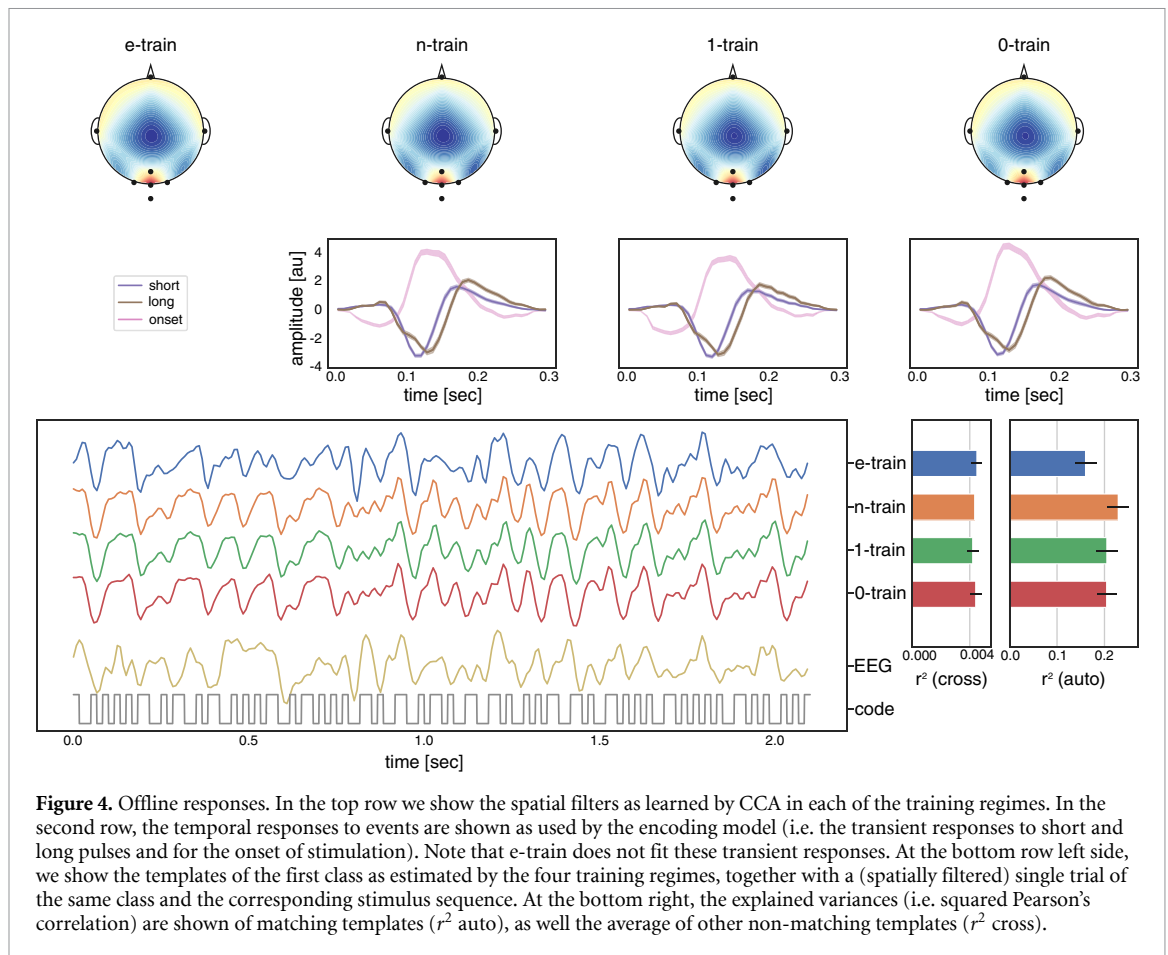 e-train
n-train
1-train
0-train
short
long
onset
amplitude [au]
4
2
0
-2
-4
0.0 0.1 0.2 0.3
time [sec]
0.0 0.1 0.2 0.3
time [sec]
0.0 0.1 0.2 0.3
time [sec]
e-train
n-train
1-train
0-train
EEG
code
0.0 0.5 1.0 1.5 2.0
time [sec]
0.000 0.004
r² (cross)
0.0 0.2
r² (auto)
Figure 4. Offline responses. In the top row we show the spatial filters as learned by CCA in each of the training regimes. In the
second row, the temporal responses to events are shown as used by the encoding model (i.e. the transient responses to short and
long pulses and for the onset of stimulation). Note that e-train does not fit these transient responses. At the bottom row left side,
we show the templates of the first class as estimated by the four training regimes, together with a (spatially filtered) single trial of
the same class and the corresponding stimulus sequence. At the bottom right, the explained variances (i.e. squared Pearson’s
correlation) are shown of matching templates (r² auto), as well the average of other non-matching templates (r² cross).